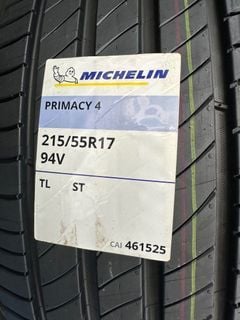 MICHELIN
PRIMACY 4
215/55R17
94V
TL ST
CAI 461525